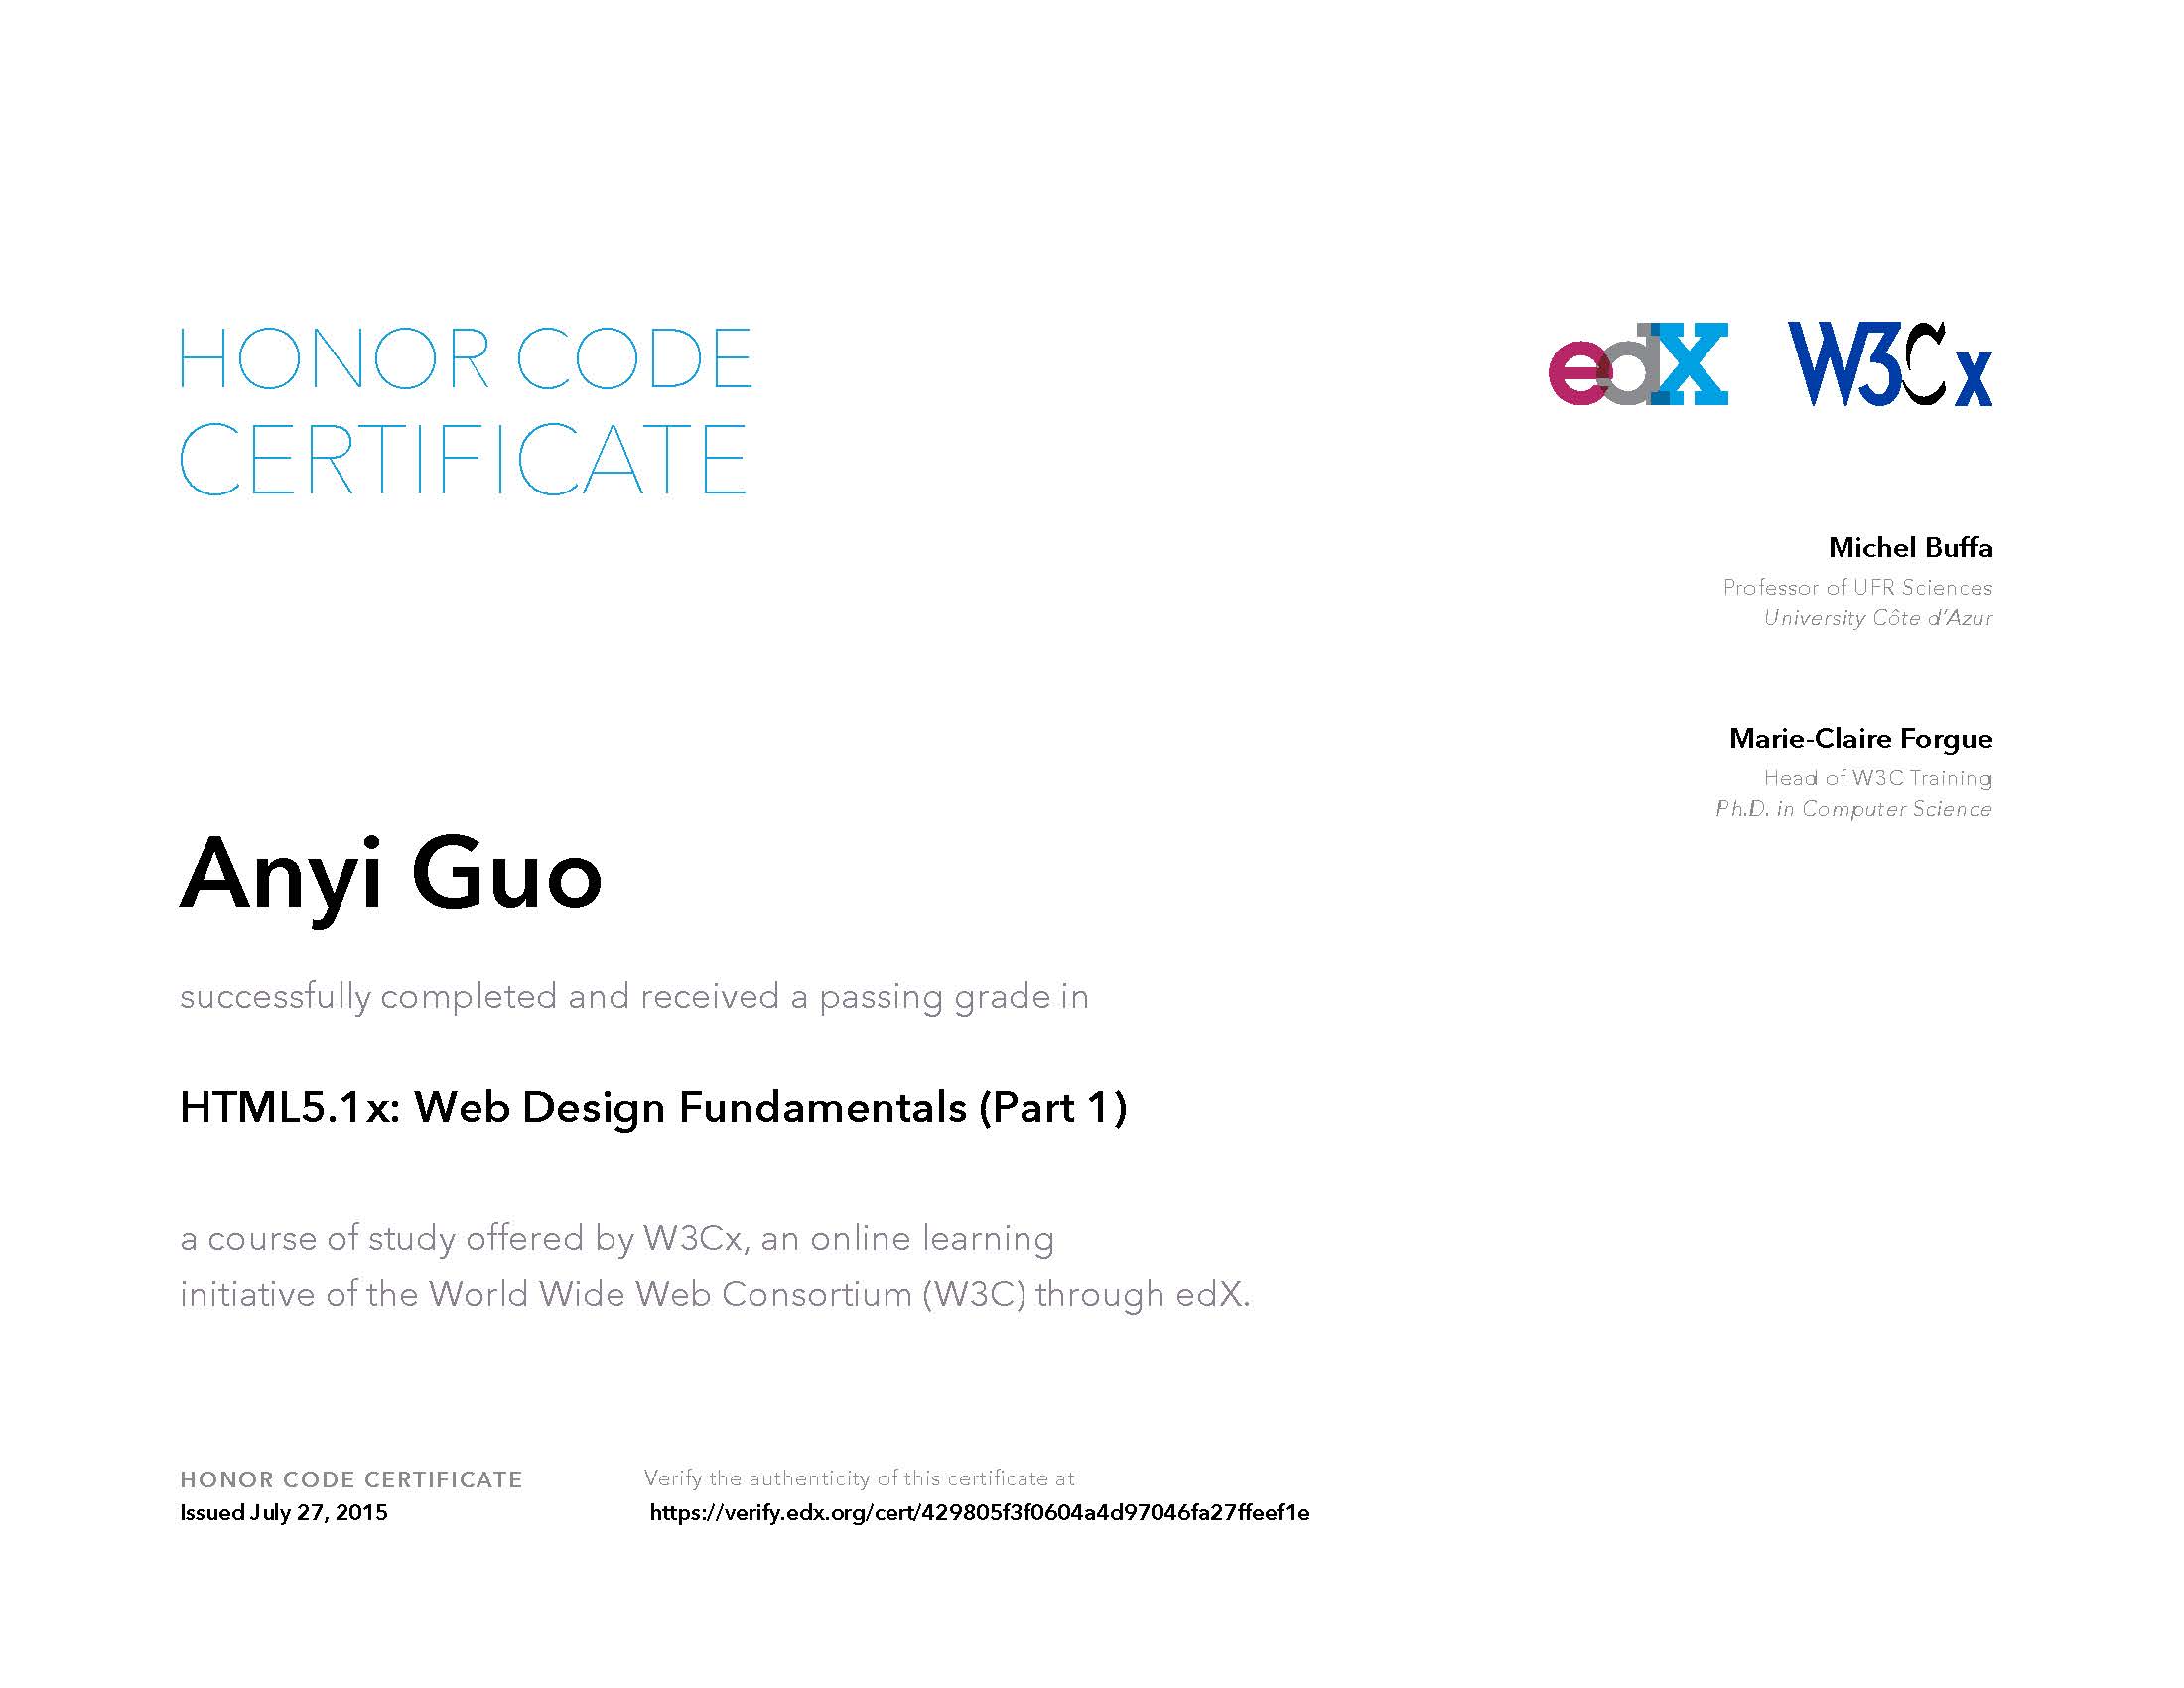 HONOR CODE
CERTIFICATE
edX W3Cx
Michel Buffa
Professor of UFR Sciences
University Côte d'Azur
Marie-Claire Forgue
Head of W3C Training
Ph.D. in Computer Science
Anyi Guo
successfully completed and received a passing grade in
HTML5.1x: Web Design Fundamentals (Part 1)
a course of study offered by W3Cx, an online learning
initiative of the World Wide Web Consortium (W3C) through edX.
HONOR CODE CERTIFICATE
Issued July 27, 2015
Verify the authenticity of this certificate at
https://verify.edx.org/cert/429805f3f0604a4d97046fa27ffeef1e